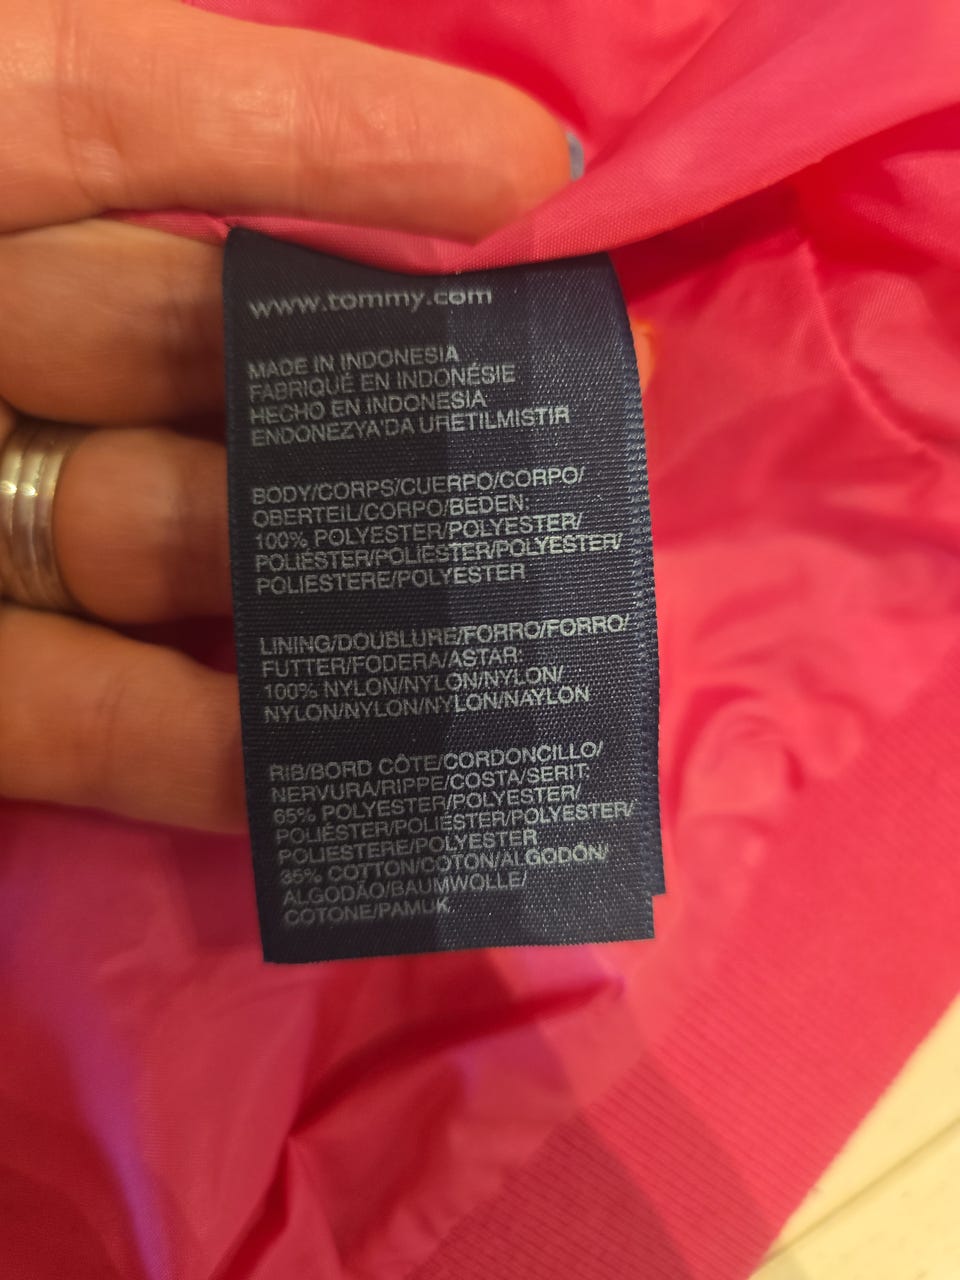 www.tommy.com
MADE IN INDONESIA
FABRIQUÉ EN INDONÉSIE
HECHO EN INDONESIA
ENDONEZYA'DA URETILMISTIR
BODY/CORPS/CUERPO/CORPO/
OBERTEIL/CORPO/BEDEN:
100% POLYESTER/POLYESTER/
POLIÉSTER/POLIÉSTER/POLYESTER/
POLIESTERE/POLYESTER
LINING/DOUBLURE/FORRO/FORRO/
FUTTER/FODERA/ASTAR:
100% NYLON/NYLON/NYLON/
NYLON/NYLON/NYLON/NAYLON
RIB/BORD CÔTE/CORDONCILLO/
NERVURA/RIPPE/COSTA/SERIT:
65% POLYESTER/POLYESTER/
POLIÉSTER/POLIÉSTER/POLYESTER/
POLIESTERE/POLYESTER
35% COTTON/COTON/ALGODÓN/
ALGODÃO/BAUMWOLLE/
COTONE/PAMUK